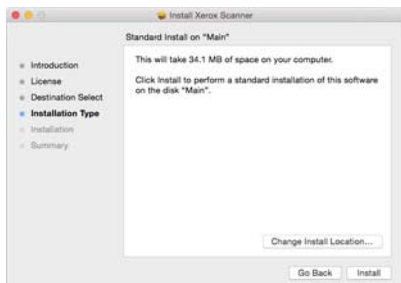 Install Xerox Scanner
Standard Install on "Main"
Introduction
License
Destination Select
Installation Type
Installation
Summary
This will take 34.1 MB of space on your computer.
Click Install to perform a standard installation of this software
on the disk "Main".
Change Install Location...
Go Back
Install